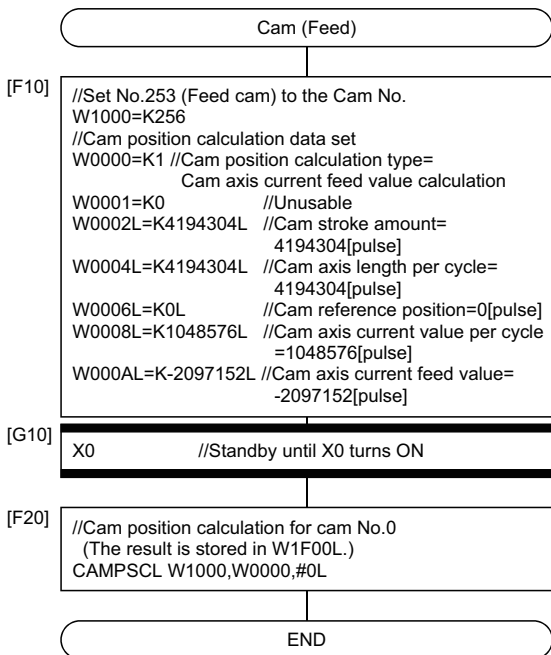 Cam (Feed)
[F10]
//Set No.253 (Feed cam) to the Cam No.
W1000=K256
//Cam position calculation data set
W0000=K1 //Cam position calculation type=
Cam axis current feed value calculation
W0001=K0 //Unusable
W0002L=K4194304L //Cam stroke amount=
4194304[pulse]
W0004L=K4194304L //Cam axis length per cycle=
4194304[pulse]
W0006L=K0L //Cam reference position=0[pulse]
W0008L=K1048576L //Cam axis current value per cycle
=1048576[pulse]
W000AL=K-2097152L //Cam axis current feed value=
-2097152[pulse]
[G10]
X0 //Standby until X0 turns ON
[F20]
//Cam position calculation for cam No.0
(The result is stored in W1F00L.)
CAMPSCL W1000,W0000,#0L
END